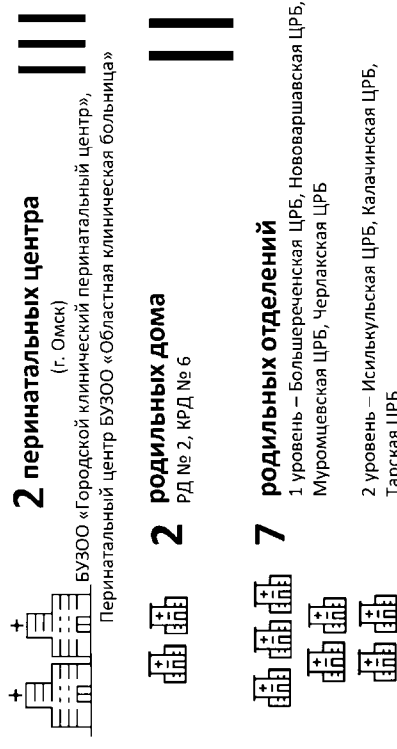 III
2 перинатальных центра
(г. Омск)
БУЗОО «Городской клинический перинатальный центр»,
Перинатальный центр БУЗОО «Областная клиническая больница»
II
2 родильных дома
РД № 2, КРД № 6
7 родильных отделений
1 уровень – Большереченская ЦРБ, Нововаршавская ЦРБ,
Муромцевская ЦРБ, Черлакская ЦРБ
2 уровень – Исилькульская ЦРБ, Калачинская ЦРБ,
Тарская ЦРБ